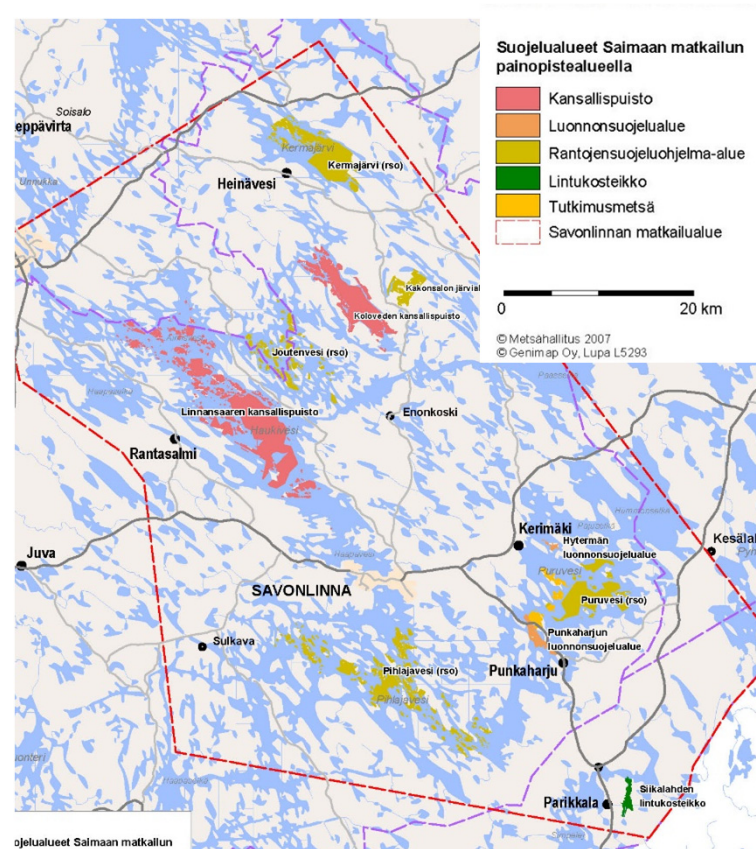 Suojelualueet Saimaan matkailun
painopistealueella
Kansallispuisto
Luonnonsuojelualue
Rantojensuojeluohjelma-alue
Lintukosteikko
Tutkimusmetsä
Savonlinnan matkailualue
0
20 km
© Metsähallitus 2007
© Genimap Oy, Lupa L5293
Soisalo
eppävirta
Unnukka
Kermajärvi
Kermajärvi (rso)
Heinävesi
Kakonsalon järvial
Koloveden kansallispuisto
Joutenvesi (rso)
Linnansaaren kansallispuisto
Haukivesi
Enonkoski
Rantasalmi
Kerimäki
Hytermän
luonnonsuojelualue
Kesälah
Juva
Haapavesi
Puruvesi
SAVONLINNA
Puruvesi (rso)
Punkaharjun
luonnonsuojelualue
Sulkava
Pihlajavesi (rso)
Punkaharju
Pihlajavesi
Siikalahden
lintukosteikko
Parikkala
ojelualueet Saimaan matkailun